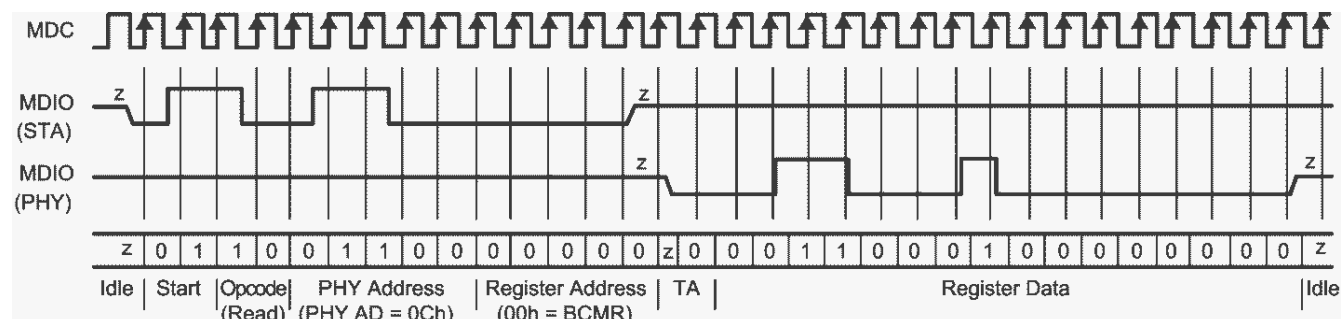 MDC
MDIO
(STA)
z
z
MDIO
(PHY)
z
z
z 0 1 1 0 0 1 1 0 0 0 0 0 0 0 z 0 0 0 1 1 0 0 0 1 0 0 0 0 0 0 0 0 z
Idle Start Opcode PHY Address Register Address TA Register Data Idle
(Read) (PHY AD = 0Ch) (00h = BCMR)